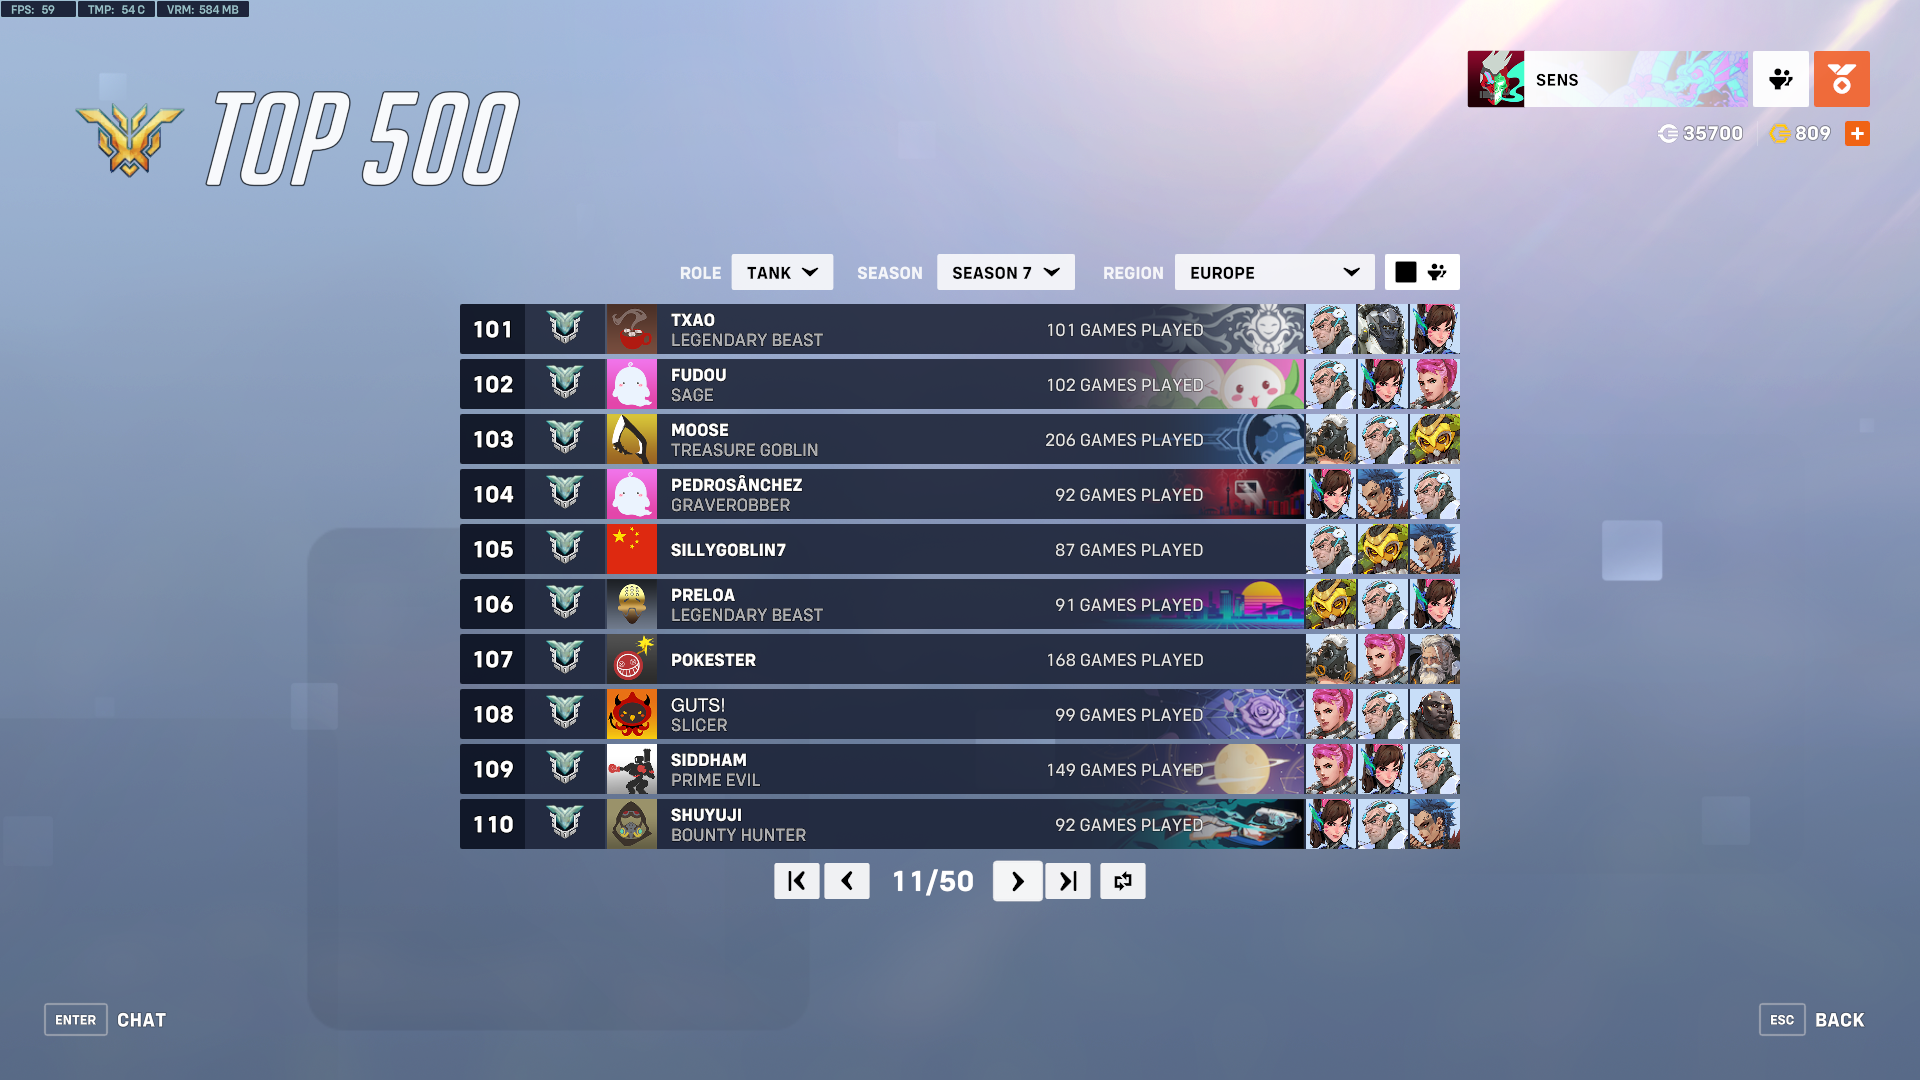 FPS: 59 TMP: 54 C VRM: 584 MB
TOP 500
SENS
35700 809
ROLE TANK SEASON SEASON 7 REGION EUROPE
101 TXAO 101 GAMES PLAYED
LEGENDARY BEAST
102 FUDOU 102 GAMES PLAYED
SAGE
103 MOOSE 206 GAMES PLAYED
TREASURE GOBLIN
104 PEDROSÂNCHEZ 92 GAMES PLAYED
GRAVEROBBER
105 SILLYGOBLIN7 87 GAMES PLAYED
106 PRELOA 91 GAMES PLAYED
LEGENDARY BEAST
107 POKESTER 168 GAMES PLAYED
108 GUTS! 99 GAMES PLAYED
SLICER
109 SIDDHAM 149 GAMES PLAYED
PRIME EVIL
110 SHUYUJI 92 GAMES PLAYED
BOUNTY HUNTER
11/50
ENTER CHAT
ESC BACK